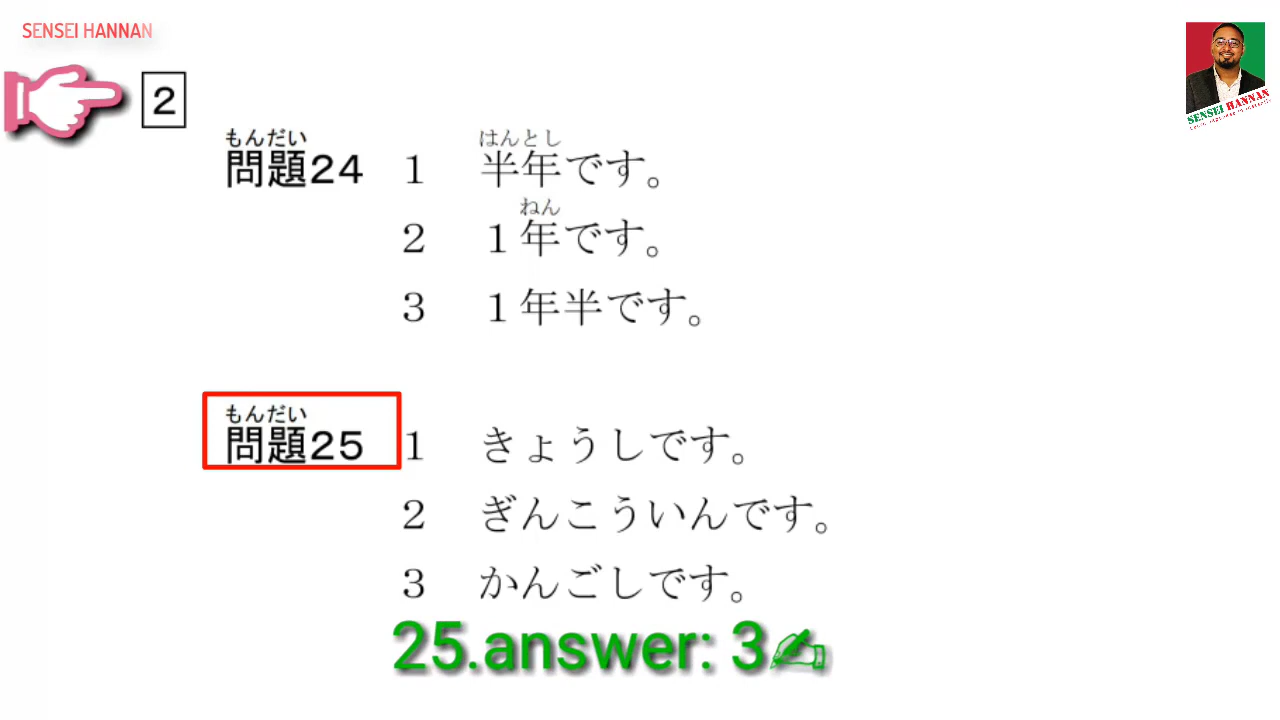 SENSEI HANNAN
SENSEI HANNAN
2
もんだい はんとし
問題24 1 半年です。
ねん
2 1年です。
3 1年半です。
もんだい
問題25 1 きょうしです。
2 ぎんこういんです。
3 かんごしです。
25.answer: 3